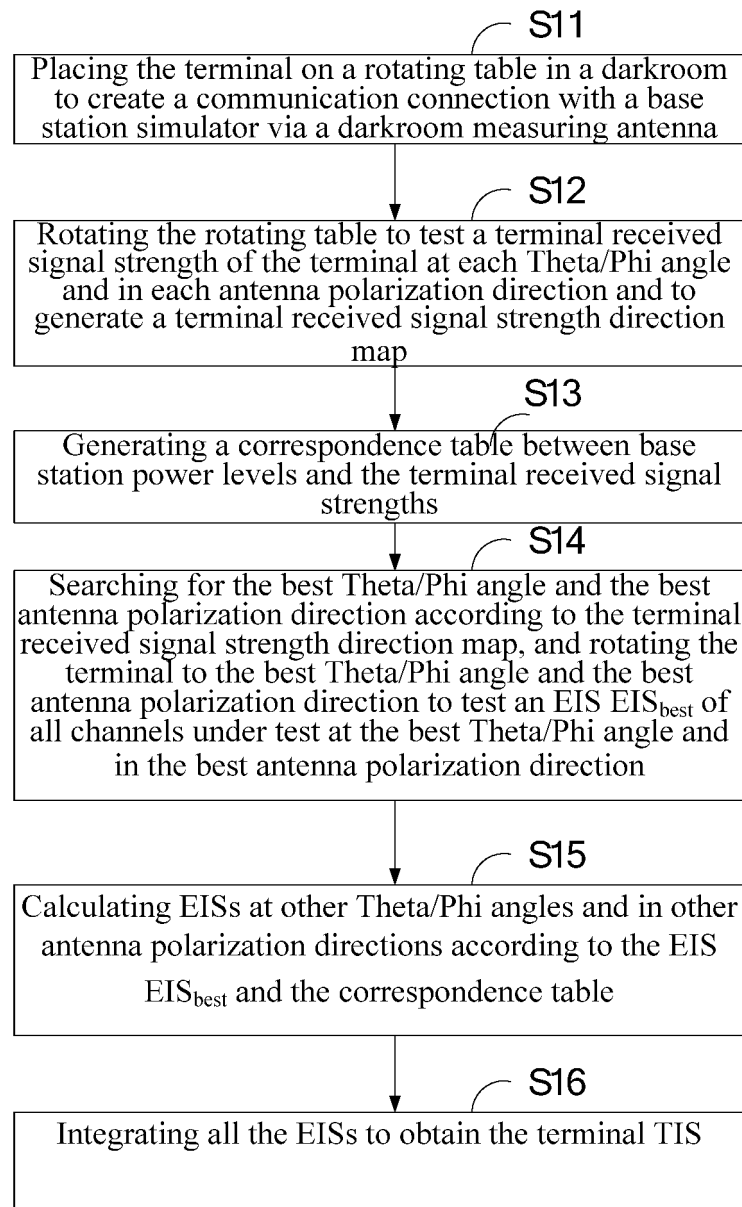 S11
Placing the terminal on a rotating table in a darkroom
to create a communication connection with a base
station simulator via a darkroom measuring antenna
S12
Rotating the rotating table to test a terminal received
signal strength of the terminal at each Theta/Phi angle
and in each antenna polarization direction and to
generate a terminal received signal strength direction
map
S13
Generating a correspondence table between base
station power levels and the terminal received signal
strengths
S14
Searching for the best Theta/Phi angle and the best
antenna polarization direction according to the terminal
received signal strength direction map, and rotating the
terminal to the best Theta/Phi angle and the best
antenna polarization direction to test an EIS EISbest of
all channels under test at the best Theta/Phi angle and
in the best antenna polarization direction
S15
Calculating EISs at other Theta/Phi angles and in other
antenna polarization directions according to the EIS
EISbest and the correspondence table
S16
Integrating all the EISs to obtain the terminal TIS